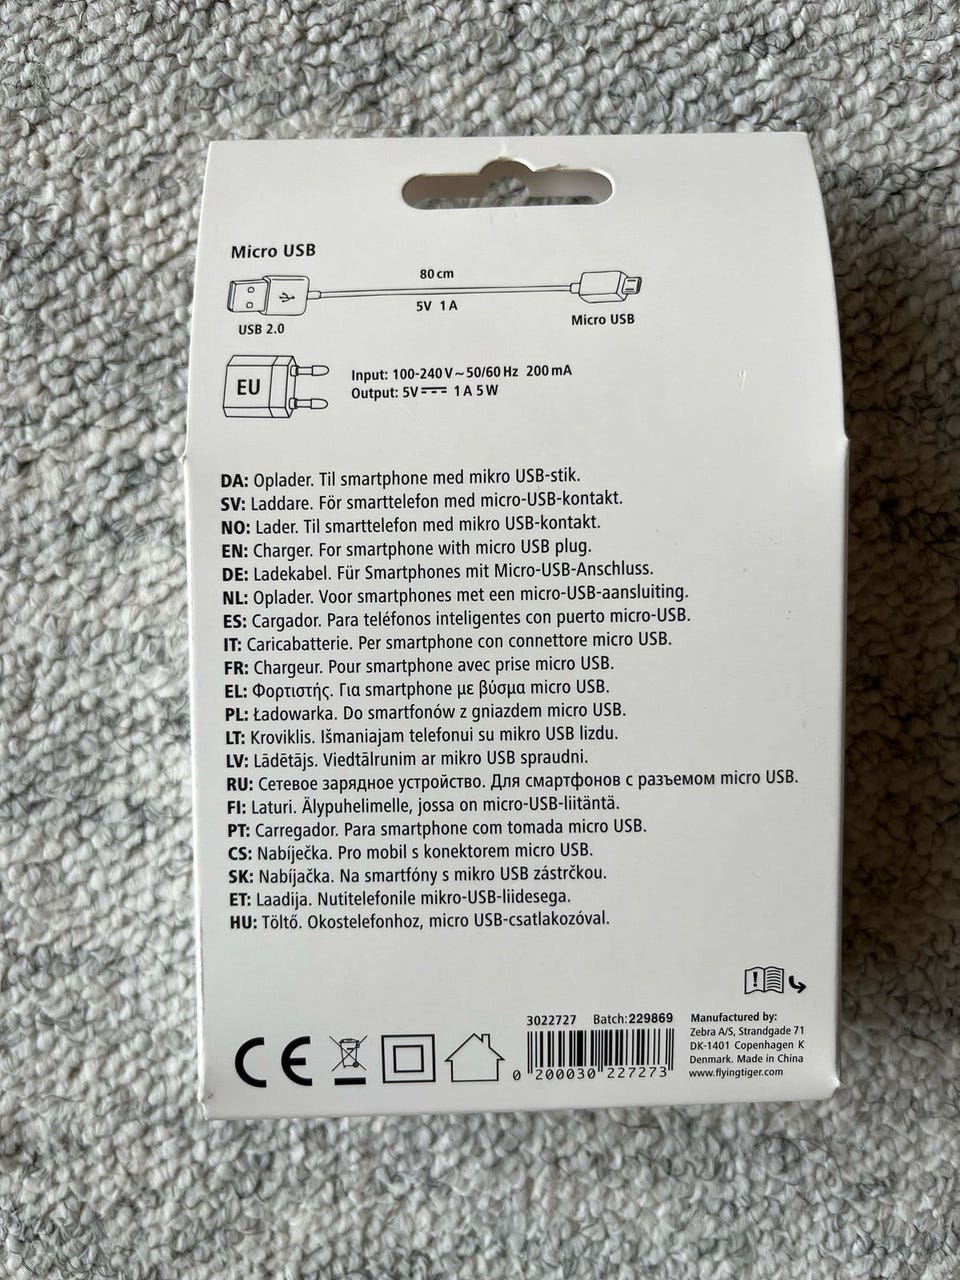 Micro USB
80 cm
5V 1 A
USB 2.0
Micro USB
EU
Input: 100-240 V ~ 50/60 Hz 200 mA
Output: 5V ⎓ 1 A 5 W
DA: Oplader. Til smartphone med mikro USB-stik.
SV: Laddare. För smarttelefon med micro-USB-kontakt.
NO: Lader. Til smarttelefon med mikro USB-kontakt.
EN: Charger. For smartphone with micro USB plug.
DE: Ladekabel. Für Smartphones mit Micro-USB-Anschluss.
NL: Oplader. Voor smartphones met een micro-USB-aansluiting.
ES: Cargador. Para teléfonos inteligentes con puerto micro-USB.
IT: Caricabatterie. Per smartphone con connettore micro USB.
FR: Chargeur. Pour smartphone avec prise micro USB.
EL: Φορτιστής. Για smartphone με βύσμα micro USB.
PL: Ładowarka. Do smartfonów z gniazdem micro USB.
LT: Kroviklis. Išmaniajam telefonui su mikro USB lizdu.
LV: Lādētājs. Viedtālrunim ar mikro USB spraudni.
RU: Сетевое зарядное устройство. Для смартфонов с разъемом micro USB.
FI: Laturi. Älypuhelimelle, jossa on micro-USB-liitäntä.
PT: Carregador. Para smartphone com tomada micro USB.
CS: Nabíječka. Pro mobil s konektorem micro USB.
SK: Nabíjačka. Na smartfóny s mikro USB zástrčkou.
ET: Laadija. Nutitelefonile mikro-USB-liidesega.
HU: Töltő. Okostelefonhoz, micro USB-csatlakozóval.
CE
3022727 Batch:229869
0 200030 227273
Manufactured by:
Zebra A/S, Strandgade 71
DK-1401 Copenhagen K
Denmark. Made in China
www.flyingtiger.com